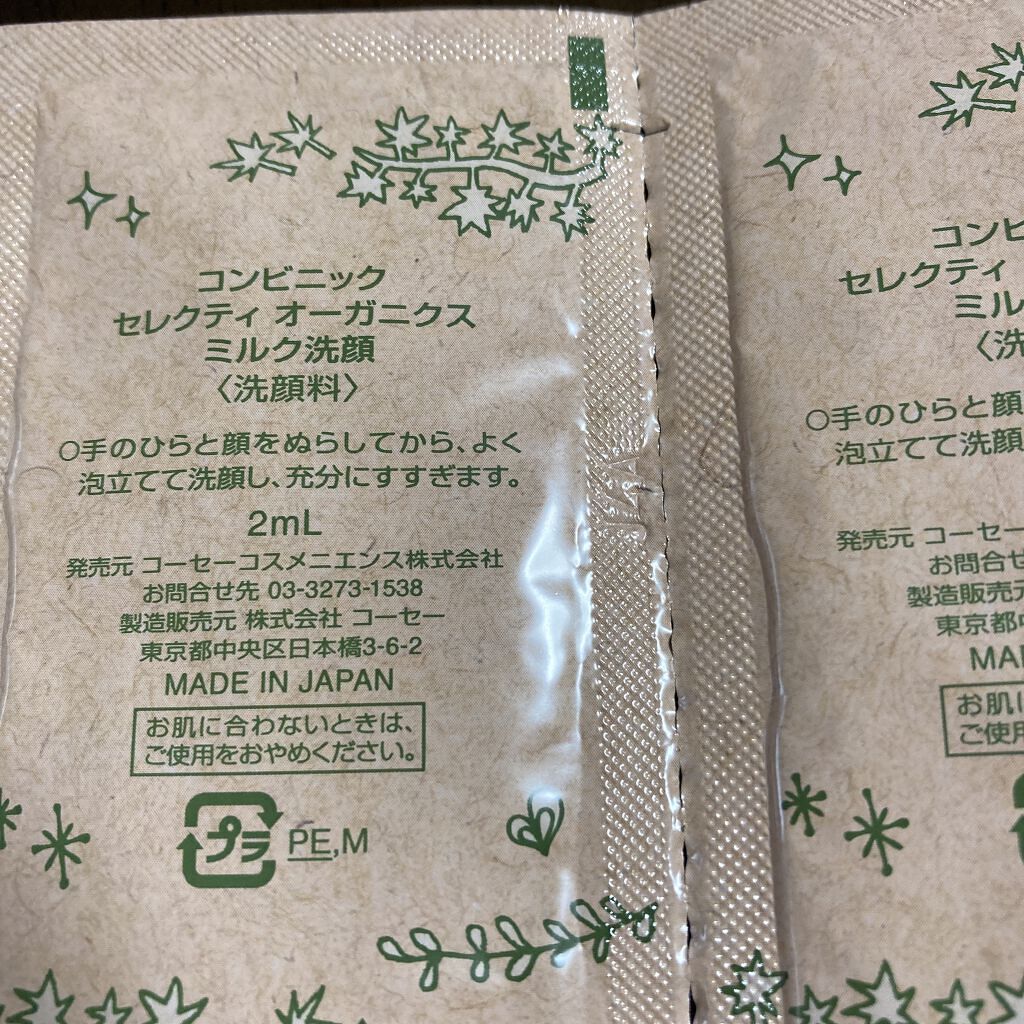 コンビニック
セレクティ オーガニクス
ミルク洗顔
〈洗顔料〉
○手のひらと顔をぬらしてから、よく
泡立てて洗顔し、充分にすすぎます。
2mL
発売元 コーセーコスメニエンス株式会社
お問合せ先 03-3273-1538
製造販売元 株式会社 コーセー
東京都中央区日本橋3-6-2
MADE IN JAPAN
お肌に合わないときは、
ご使用をおやめください。
プラ PE,M
コンビ
セレクティ
ミル
〈洗
○手のひらと顔
泡立てて洗顔
発売元 コーセー
お問合せ
製造販売元
東京都中
MA
お肌に
ご使用